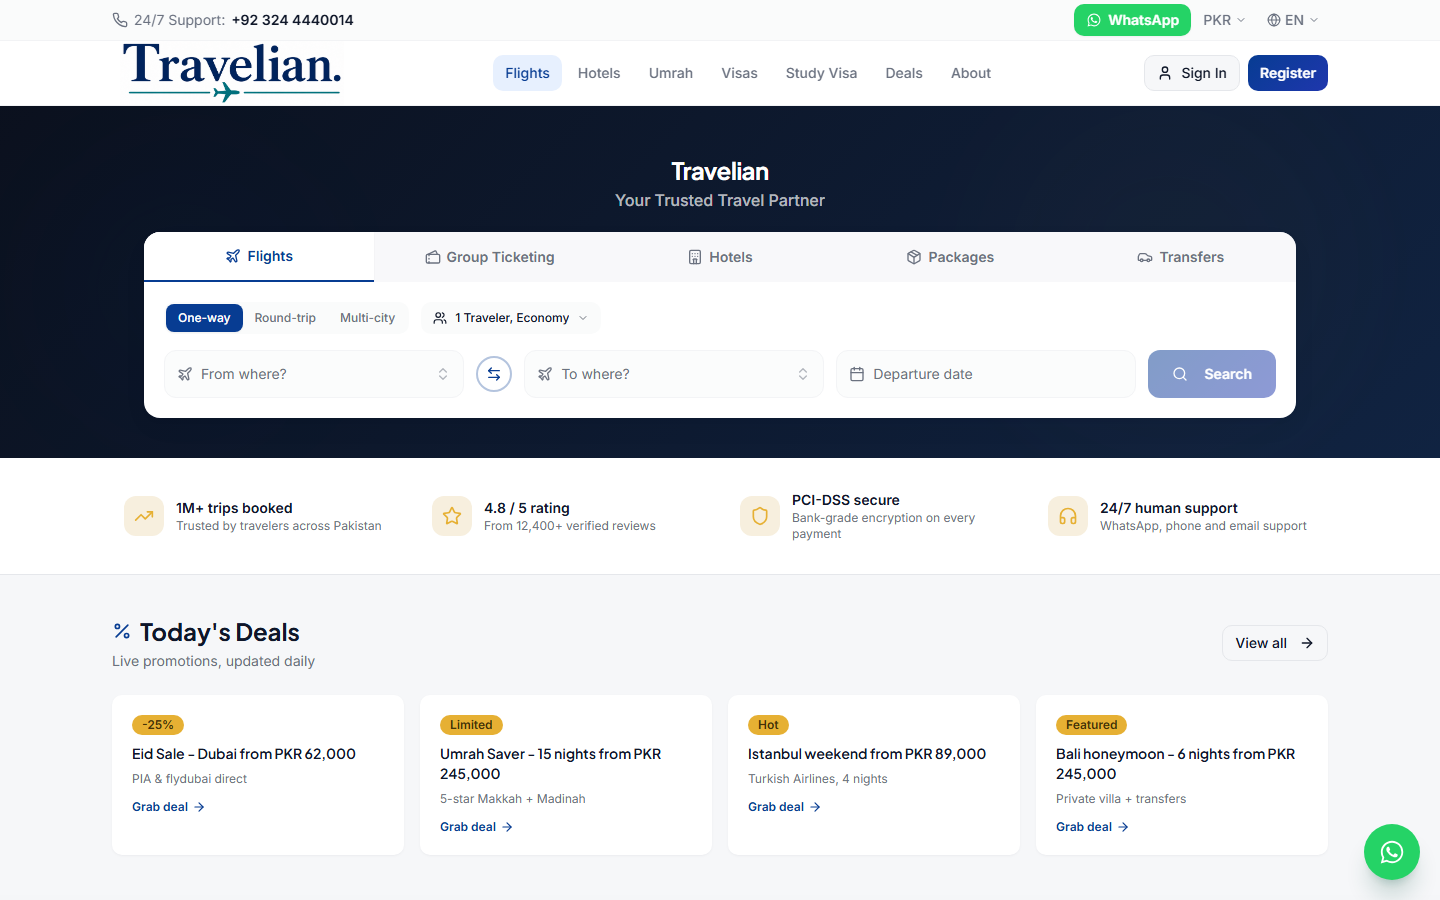 24/7 Support: +92 324 4440014
WhatsApp
PKR
EN
Travelian.
Flights
Hotels
Umrah
Visas
Study Visa
Deals
About
Sign In
Register
Travelian
Your Trusted Travel Partner
Flights
Group Ticketing
Hotels
Packages
Transfers
One-way
Round-trip
Multi-city
1 Traveler, Economy
From where?
To where?
Departure date
Search
1M+ trips booked
Trusted by travelers across Pakistan
4.8 / 5 rating
From 12,400+ verified reviews
PCI-DSS secure
Bank-grade encryption on every
payment
24/7 human support
WhatsApp, phone and email support
Today's Deals
Live promotions, updated daily
View all
-25%
Eid Sale – Dubai from PKR 62,000
PIA & flydubai direct
Grab deal
Limited
Umrah Saver – 15 nights from PKR
245,000
5-star Makkah + Madinah
Grab deal
Hot
Istanbul weekend from PKR 89,000
Turkish Airlines, 4 nights
Grab deal
Featured
Bali honeymoon – 6 nights from PKR
245,000
Private villa + transfers
Grab deal